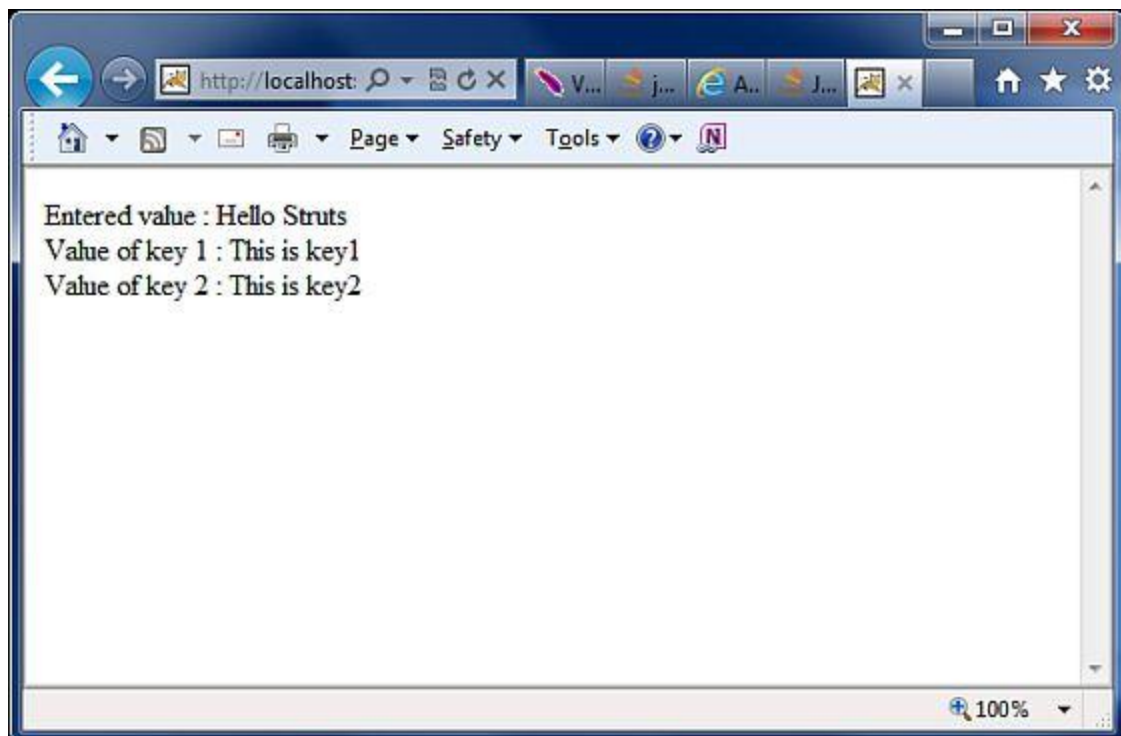 http://localhost:
V...
j...
A..
J...
Page
Safety
Tools
Entered value : Hello Struts
Value of key 1 : This is key1
Value of key 2 : This is key2
100%